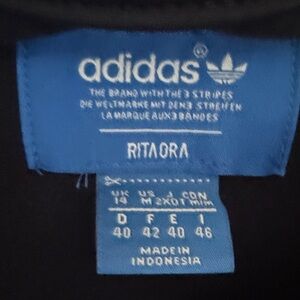 adidas®
THE BRAND WITH THE 3 STRIPES
DIE WELTMARKE MIT DEN 3 STREIFEN
LA MARQUE AUX 3 BANDES
RITA ORA
UK US J CDN
14 M 2XOT m/m
D F E I
40 42 40 46
MADE IN
INDONESIA